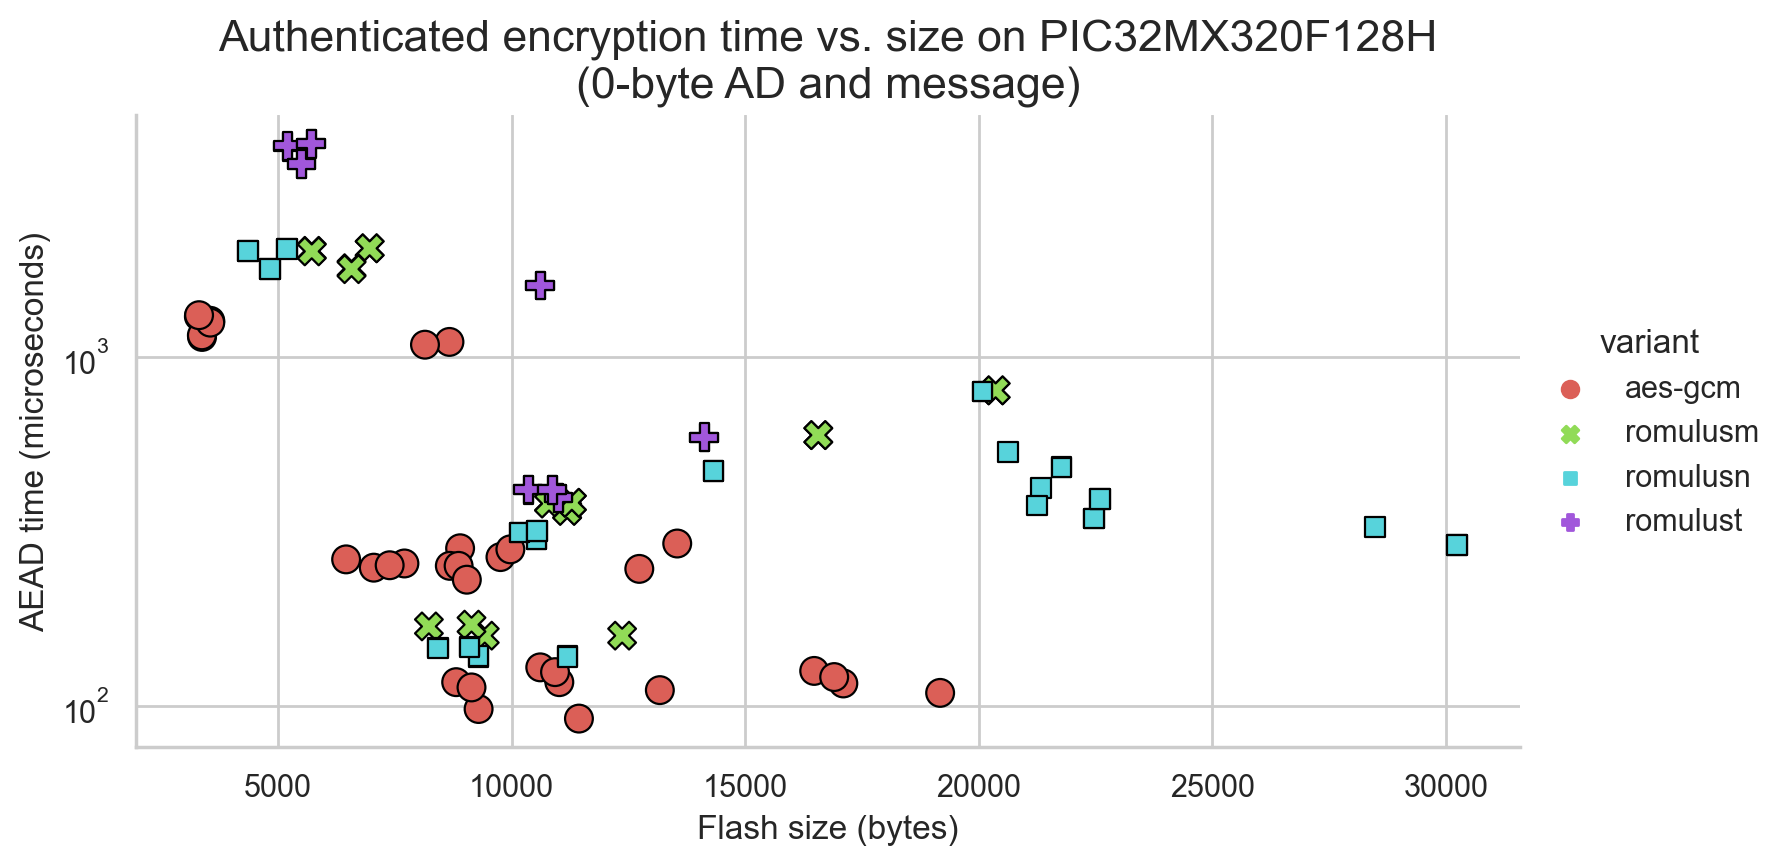 Authenticated encryption time vs. size on PIC32MX320F128H
(0-byte AD and message)
AEAD time (microseconds)
10³
10²
5000 10000 15000 20000 25000 30000
Flash size (bytes)
variant
aes-gcm
romulusm
romulusn
romulust